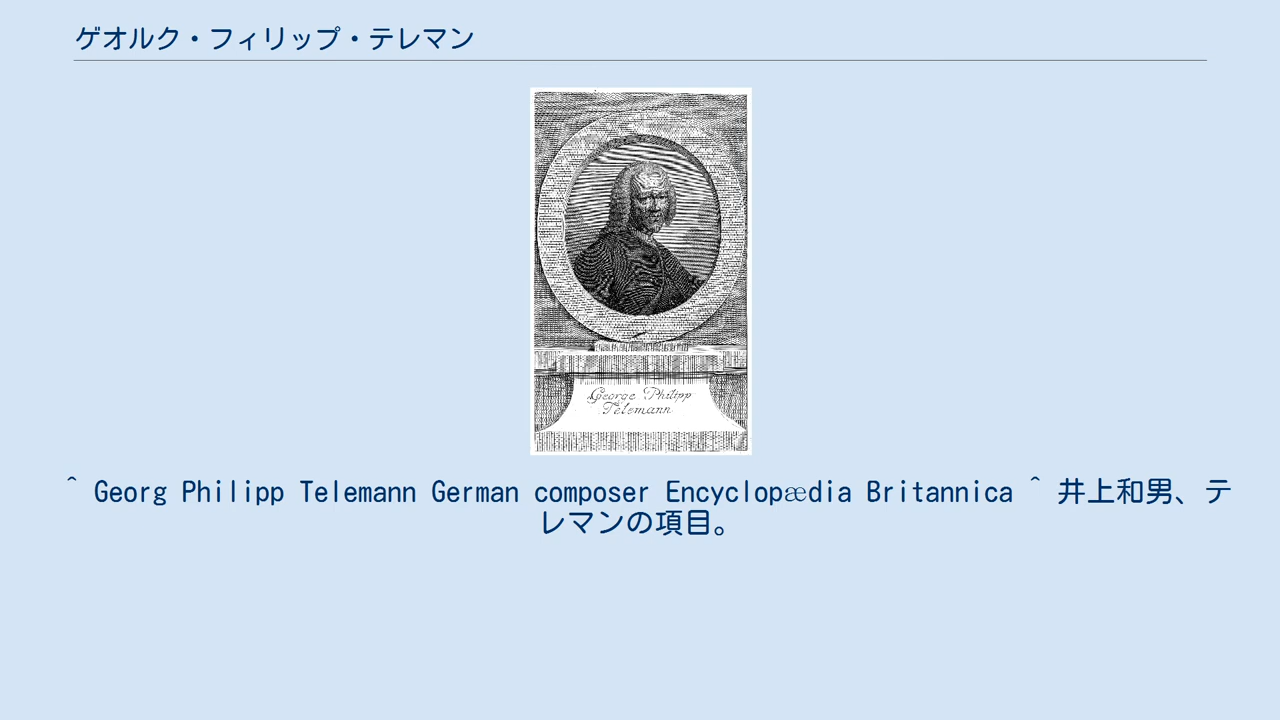 ゲオルク・フィリップ・テレマン
George Philipp
Telemann
^ Georg Philipp Telemann German composer Encyclopædia Britannica ^ 井上和男、テ
レマンの項目。